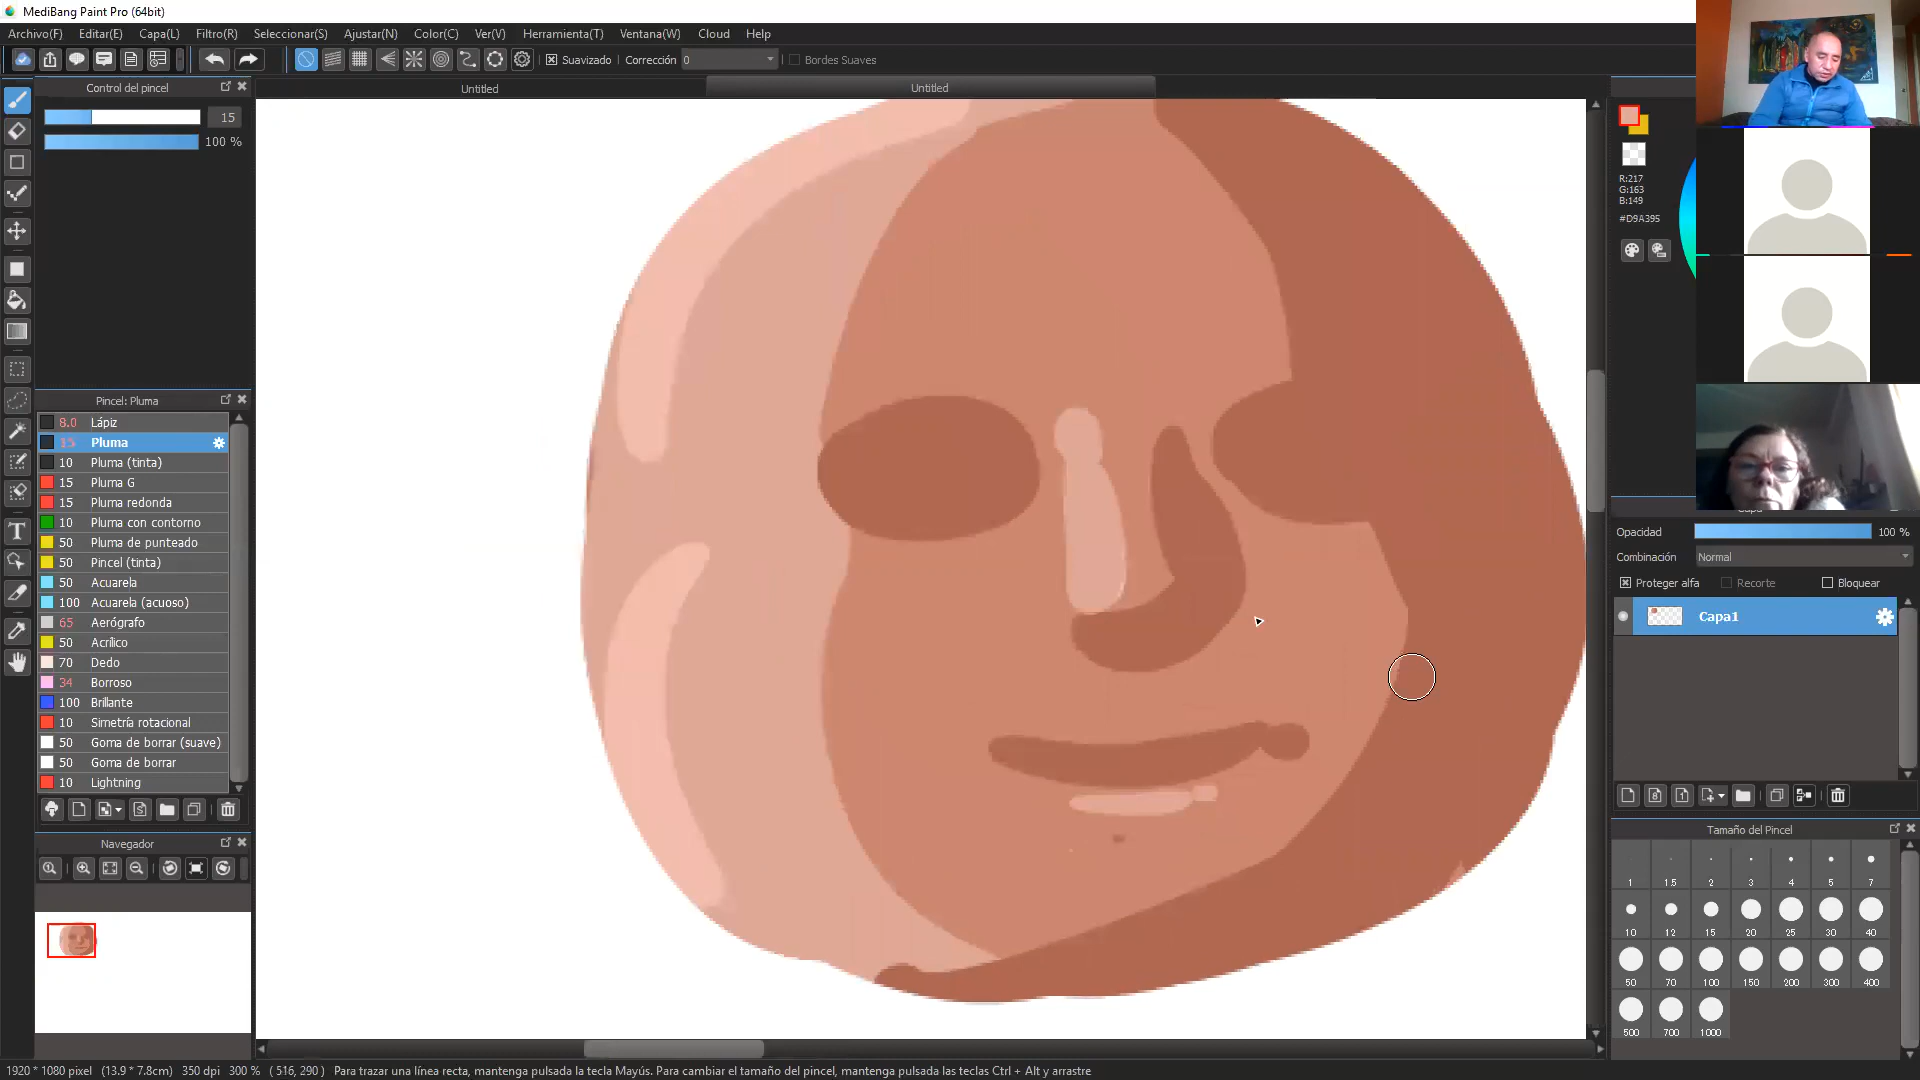 MediBang Paint Pro (64bit)
Archivo(F) Editar(E) Capa(L) Filtro(R) Seleccionar(S) Ajustar(N) Color(C) Ver(V) Herramienta(T) Ventana(W) Cloud Help
Suavizado Corrección 0 Bordes Suaves
Control del pincel
Untitled
Untitled
15
100 %
R:217
G:163
B:149
#D9A395
Pincel: Pluma
8.0 Lápiz
15 Pluma
10 Pluma (tinta)
15 Pluma G
15 Pluma redonda
10 Pluma con contorno
50 Pluma de punteado
50 Pincel (tinta)
50 Acuarela
100 Acuarela (acuoso)
65 Aerógrafo
50 Acrílico
70 Dedo
34 Borroso
100 Brillante
10 Simetría rotacional
50 Goma de borrar (suave)
50 Goma de borrar
10 Lightning
Navegador
Capa
Opacidad 100 %
Combinación Normal
Proteger alfa Recorte Bloquear
Capa1
Tamaño del Pincel
1 1.5 2 3 4 5 7
10 12 15 20 25 30 40
50 70 100 150 200 300 400
500 700 1000
1920 * 1080 pixel (13.9 * 7.8cm) 350 dpi 300 % ( 516, 290 ) Para trazar una línea recta, mantenga pulsada la tecla Mayús. Para cambiar el tamaño del pincel, mantenga pulsadas las teclas Ctrl + Alt y arrastre